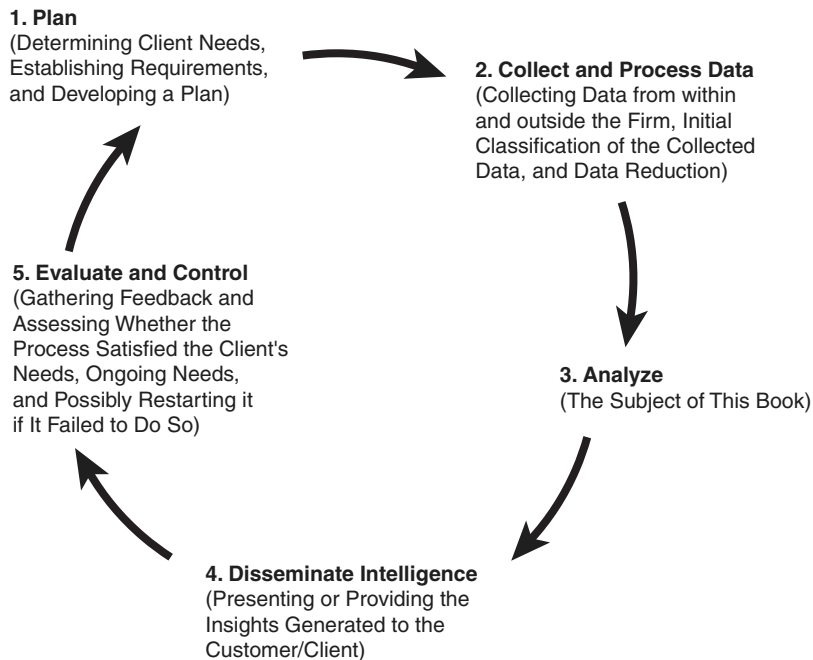 1. Plan
(Determining Client Needs,
Establishing Requirements,
and Developing a Plan)
2. Collect and Process Data
(Collecting Data from within
and outside the Firm, Initial
Classification of the Collected
Data, and Data Reduction)
3. Analyze
(The Subject of This Book)
4. Disseminate Intelligence
(Presenting or Providing the
Insights Generated to the
Customer/Client)
5. Evaluate and Control
(Gathering Feedback and
Assessing Whether the
Process Satisfied the Client's
Needs, Ongoing Needs,
and Possibly Restarting it
if It Failed to Do So)